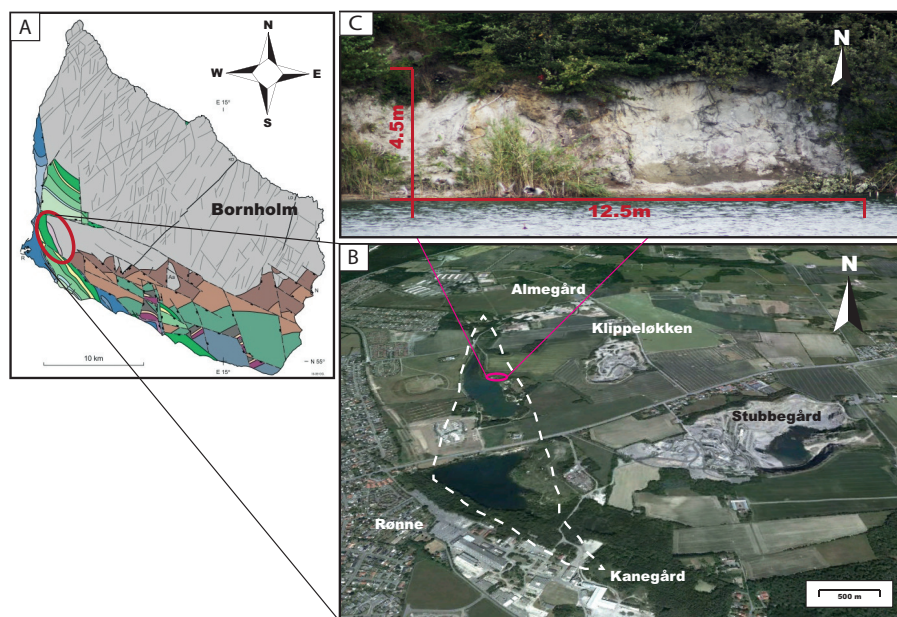 A
N
W
E
S
E 15°
Bornholm
R
N
10 km
N 55°
E 15°
C
N
4.5m
12.5m
B
N
Almegård
Klippeløkken
Stubbegård
Rønne
Kanegård
500 m